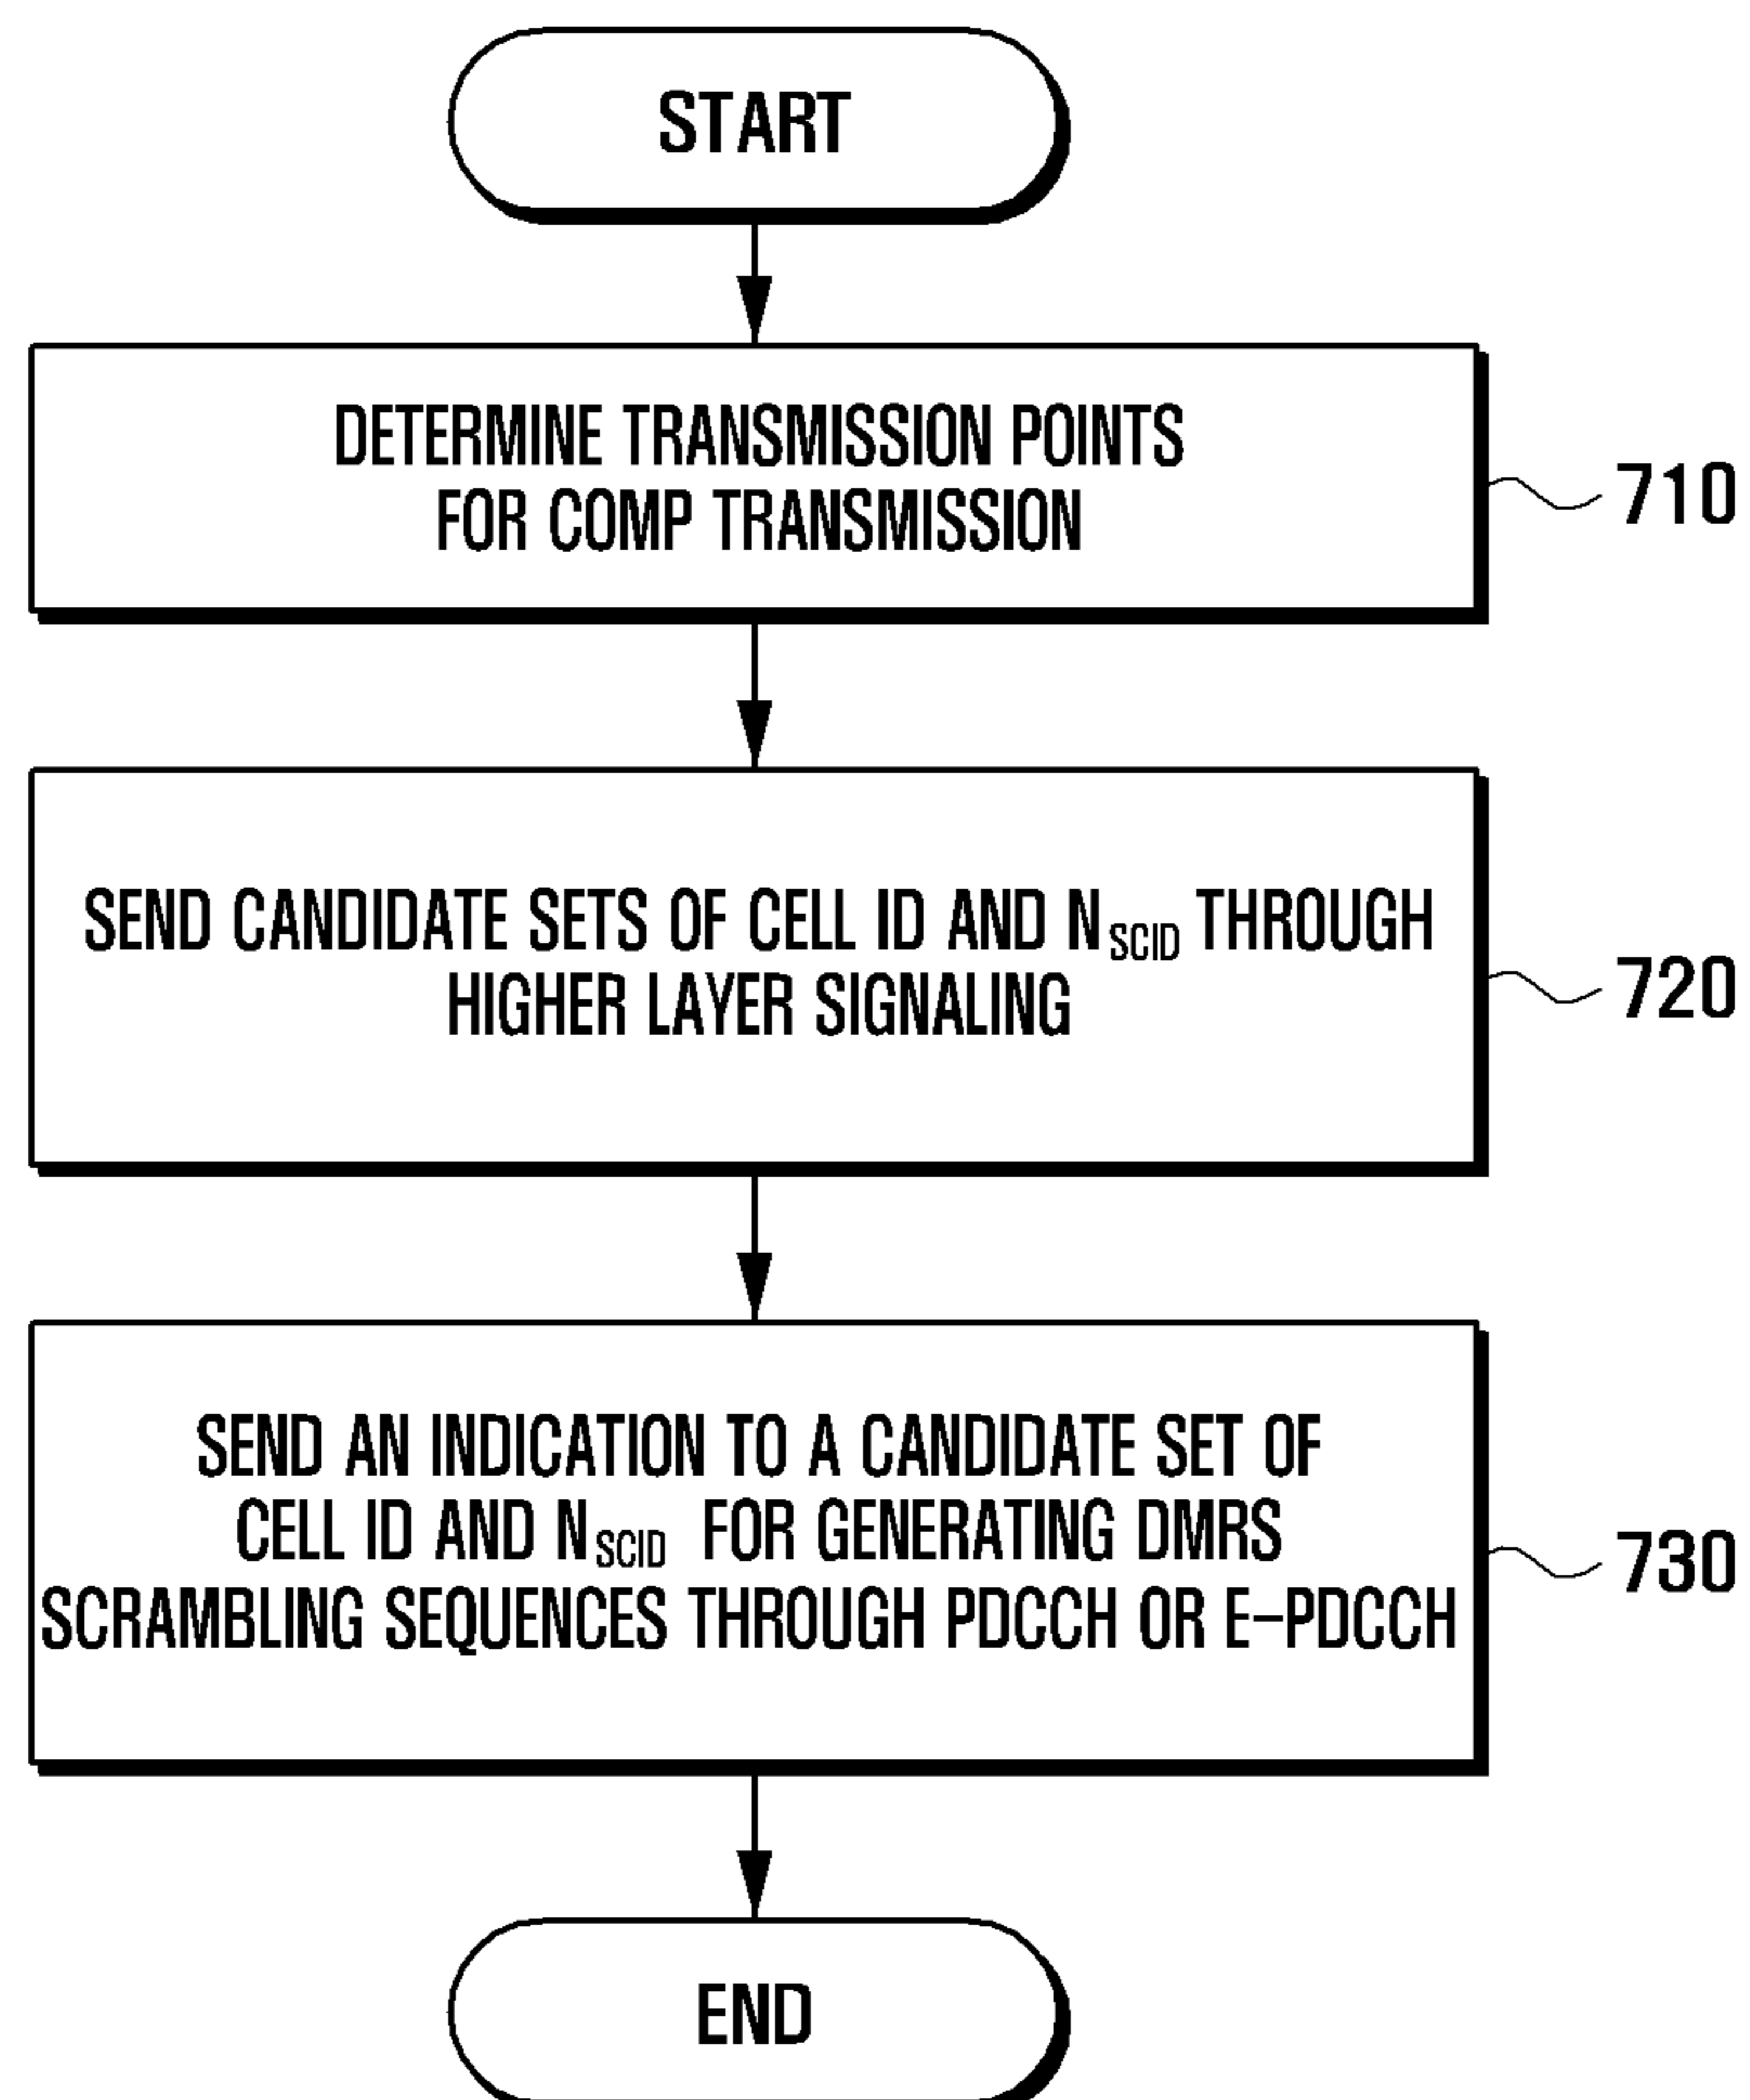 START
DETERMINE TRANSMISSION POINTS
FOR COMP TRANSMISSION
710
SEND CANDIDATE SETS OF CELL ID AND N SCID THROUGH
HIGHER LAYER SIGNALING
720
SEND AN INDICATION TO A CANDIDATE SET OF
CELL ID AND N SCID FOR GENERATING DMRS
SCRAMBLING SEQUENCES THROUGH PDCCH OR E-PDCCH
730
END